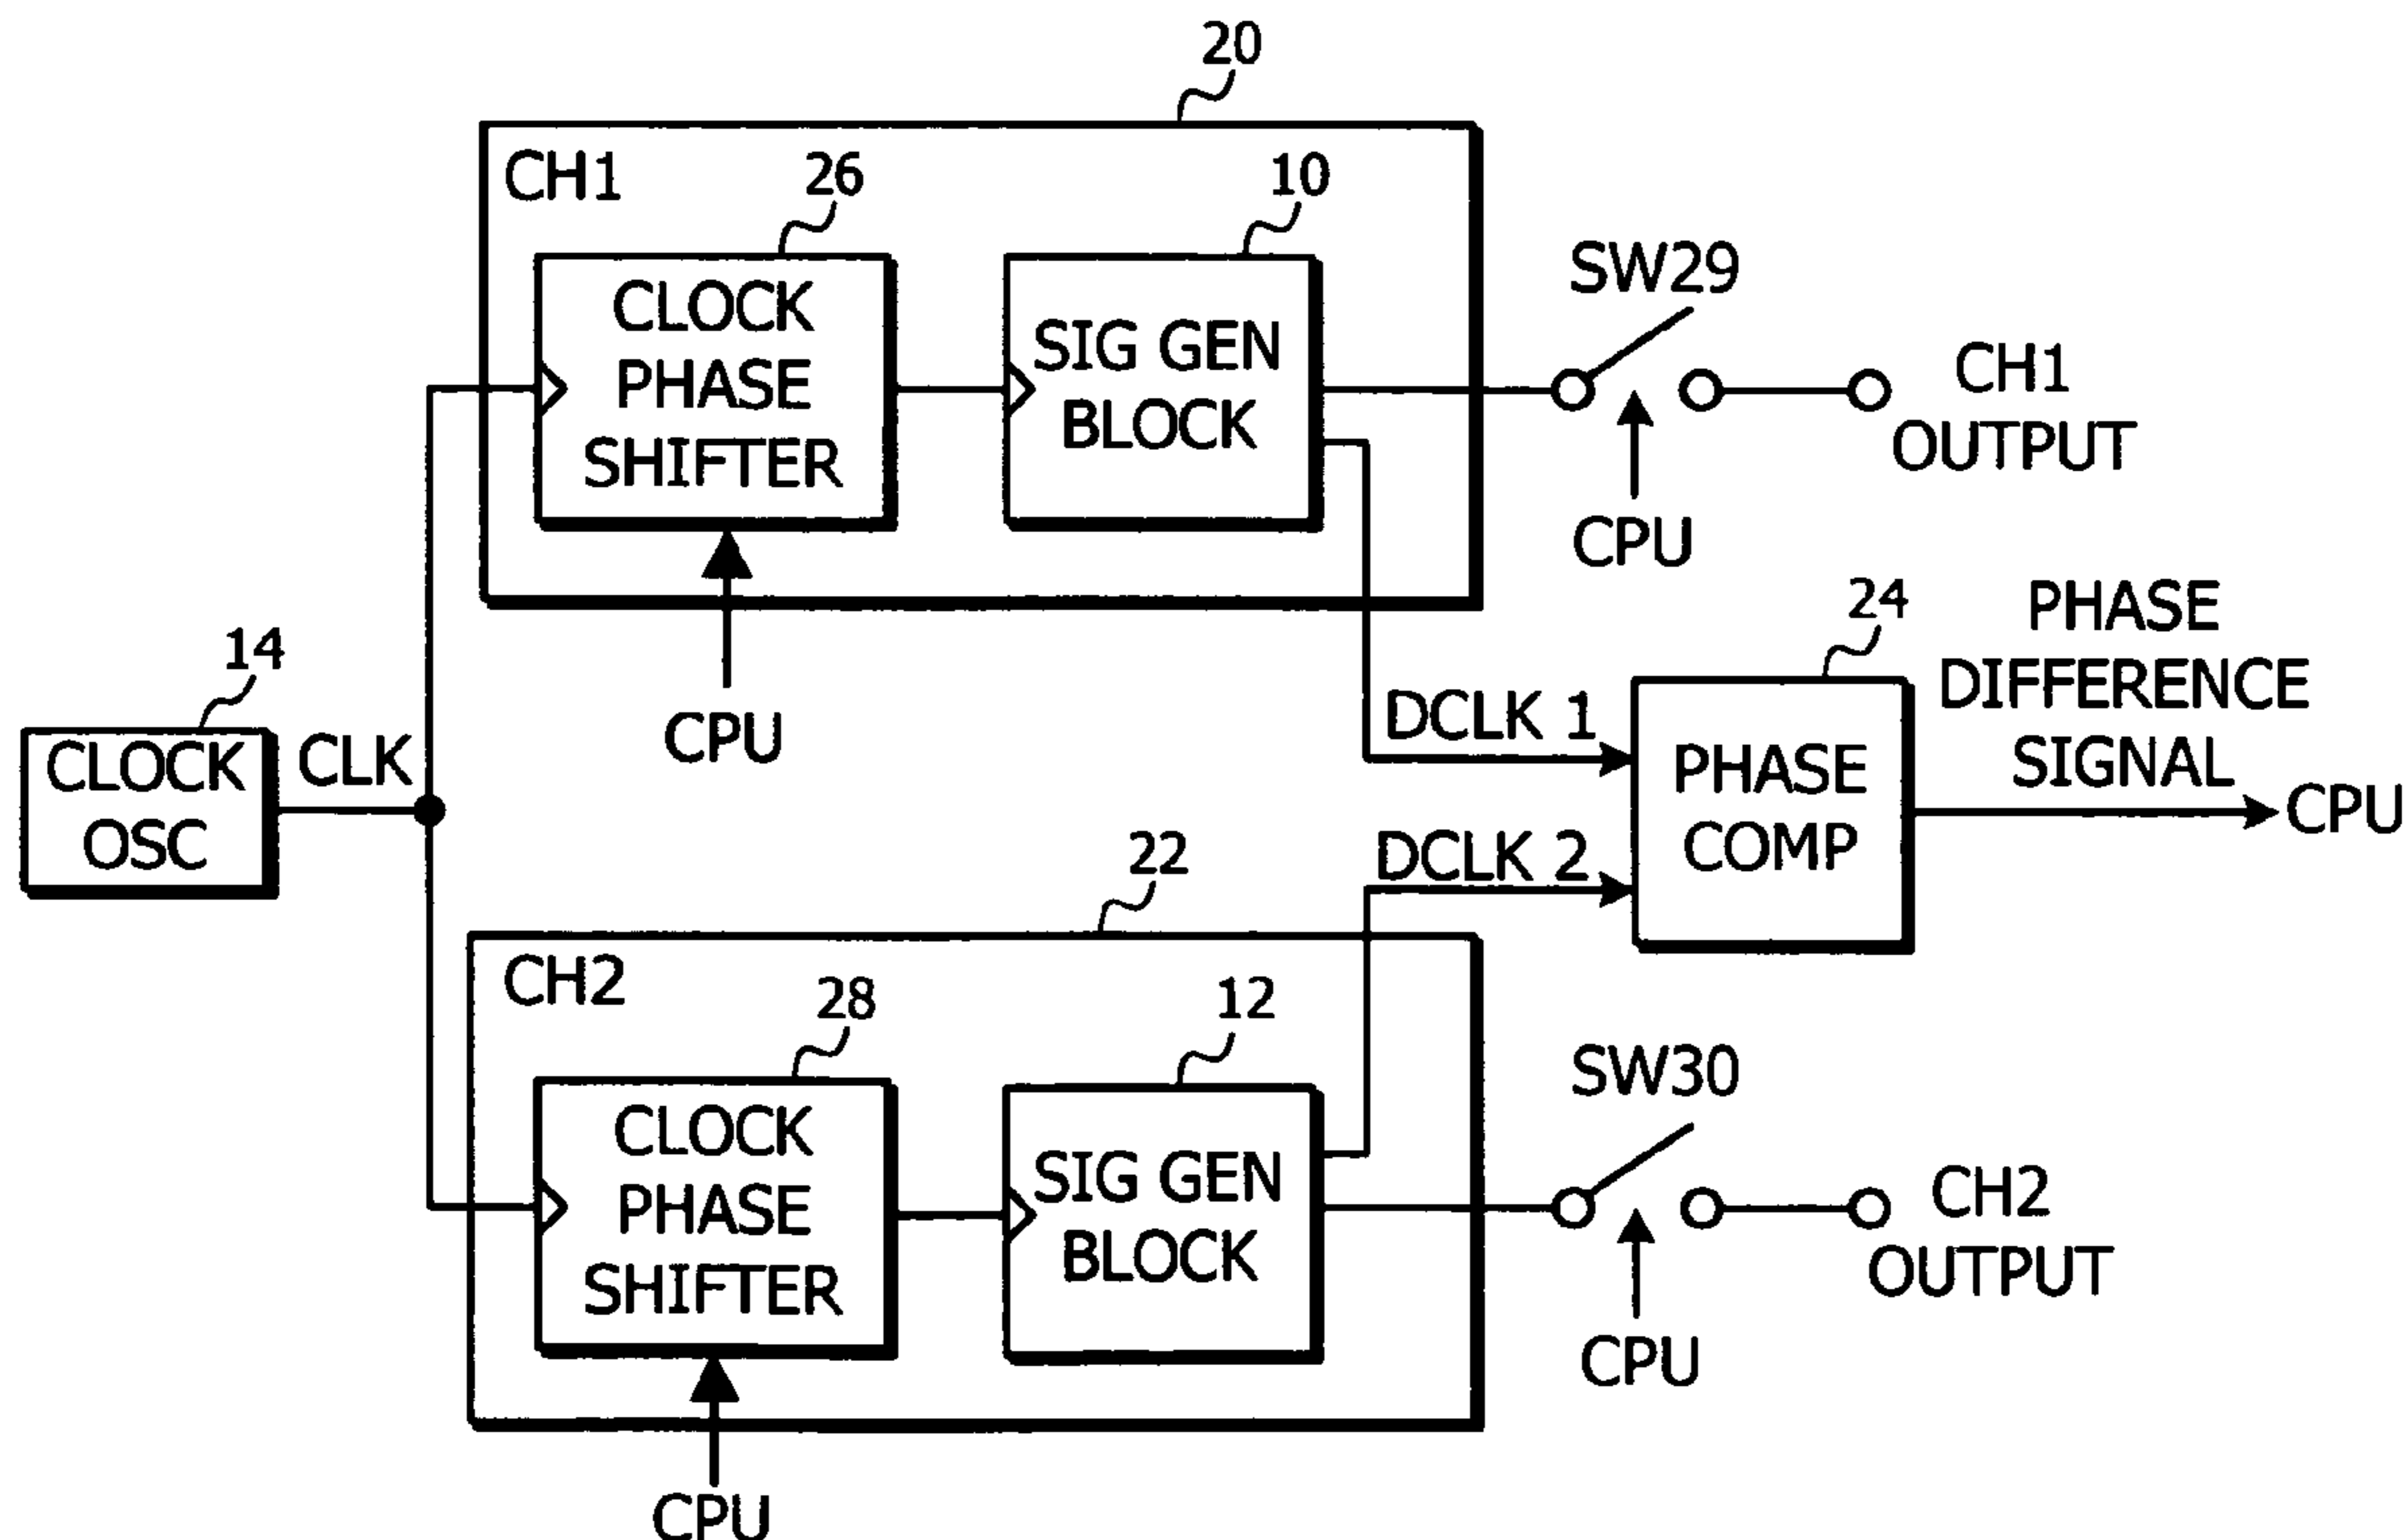 20
CH1
26
10
CLOCK
PHASE
SHIFTER
SIG GEN
BLOCK
SW29
CH1
OUTPUT
CPU
CPU
14
CLOCK
OSC
CLK
DCLK 1
DCLK 2
24
PHASE
COMP
PHASE
DIFFERENCE
SIGNAL
CPU
22
CH2
28
12
CLOCK
PHASE
SHIFTER
SIG GEN
BLOCK
SW30
CH2
OUTPUT
CPU
CPU